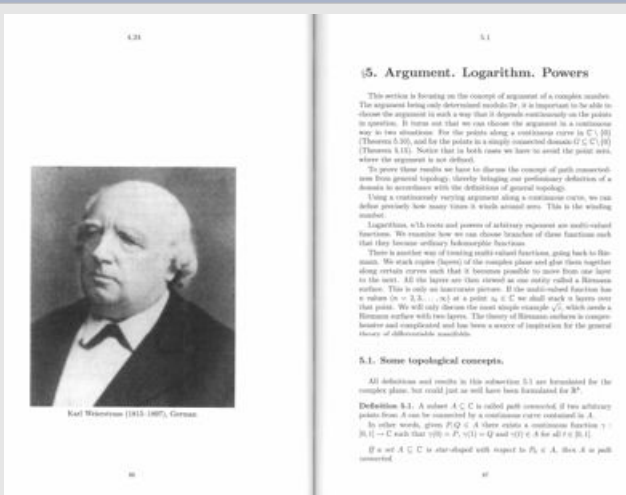 4.24
Karl Weierstrass (1815–1897), German
5.1
§5. Argument. Logarithm. Powers
This section is focusing on the concept of argument of a complex number.
The argument being only determined modulo 2π, it is important to be able to
choose the argument in such a way that it depends continuously on the points
in question. It turns out that we can choose the argument in a continuous
way in two situations: For the points along a continuous curve in ℂ \ {0}
(Theorem 5.10), and for the points in a simply connected domain G ⊆ ℂ \ {0}
(Theorem 5.15). Notice that in both cases we have to avoid the point zero,
where the argument is not defined.
To prove these results we have to discuss the concept of path connected-
ness from general topology, thereby bringing our preliminary definition of a
domain in accordance with the definitions of general topology.
Using a continuously varying argument along a continuous curve, we can
define precisely how many times it winds around zero. This is the winding
number.
Logarithms, n'th roots and powers of arbitrary exponent are multi-valued
functions. We examine how we can choose branches of these functions such
that they become ordinary holomorphic functions.
There is another way of treating multi-valued functions, going back to Rie-
mann. We stack copies (layers) of the complex plane and glue them together
along certain curves such that it becomes possible to move from one layer
to the next. All the layers are then viewed as one entity called a Riemann
surface. This is only an inaccurate picture. If the multi-valued function has
n values (n = 2, 3, . . . , ∞) at a point z₀ ∈ ℂ we shall stack n layers over
that point. We will only discuss the most simple example √z, which needs a
Riemann surface with two layers. The theory of Riemann surfaces is compre-
hensive and complicated and has been a source of inspiration for the general
theory of differentiable manifolds.
5.1. Some topological concepts.
All definitions and results in this subsection 5.1 are formulated for the
complex plane, but could just as well have been formulated for ℝᵏ.
Definition 5.1. A subset A ⊆ ℂ is called path connected, if two arbitrary
points from A can be connected by a continuous curve contained in A.
In other words, given P, Q ∈ A there exists a continuous function γ :
[0, 1] → ℂ such that γ(0) = P, γ(1) = Q and γ(t) ∈ A for all t ∈ [0, 1].
If a set A ⊆ ℂ is star-shaped with respect to P₀ ∈ A, then A is path
connected.